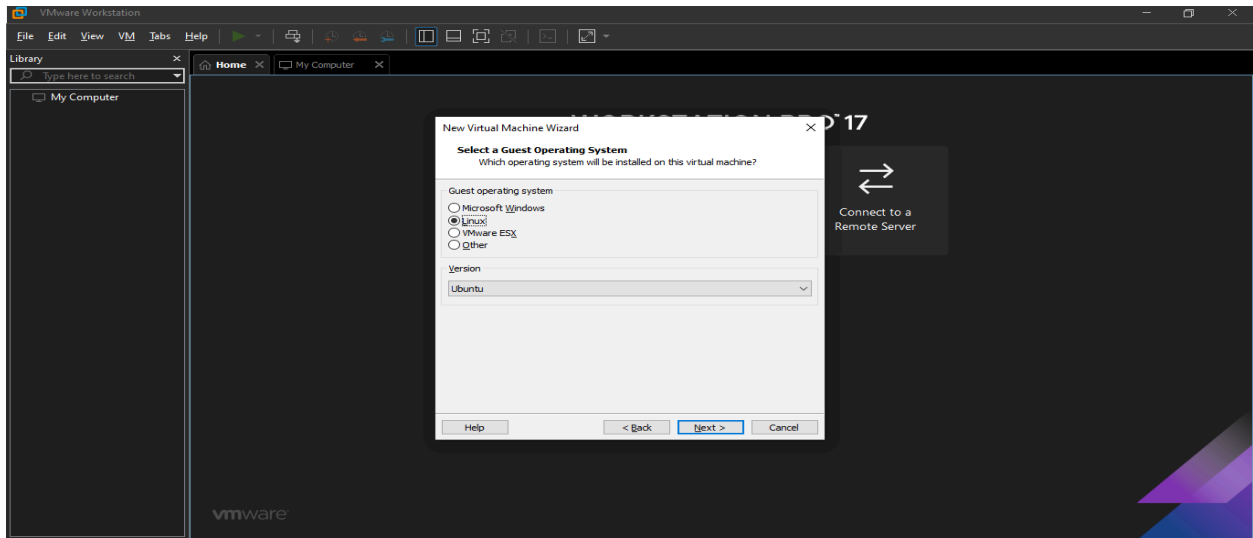 VMware Workstation
File Edit View VM Tabs Help
Library
Type here to search
My Computer
Home
My Computer
17
New Virtual Machine Wizard
Select a Guest Operating System
Which operating system will be installed on this virtual machine?
Guest operating system
Microsoft Windows
Linux
VMware ESX
Other
Version
Ubuntu
Help < Back Next > Cancel
Connect to a
Remote Server
vmware